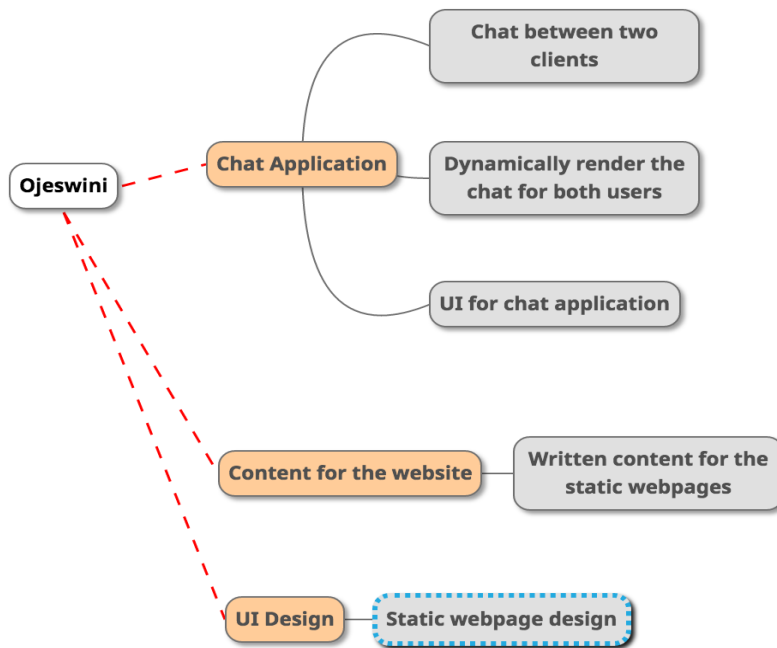 Chat between two
clients
Ojeswini
Chat Application
Dynamically render the
chat for both users
UI for chat application
Content for the website
Written content for the
static webpages
UI Design
Static webpage design